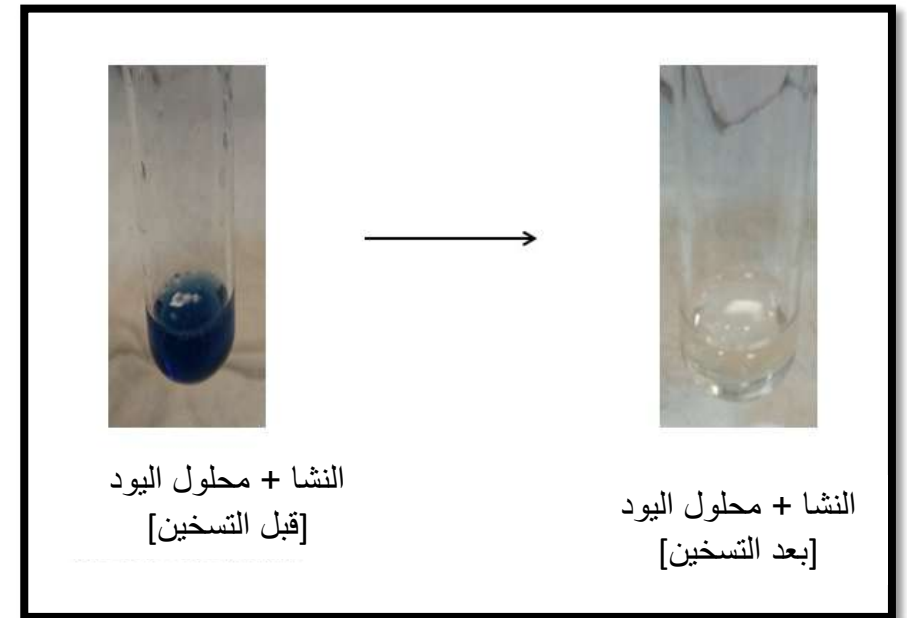 النشا + محلول اليود
[قبل التسخين]
النشا + محلول اليود
[بعد التسخين]